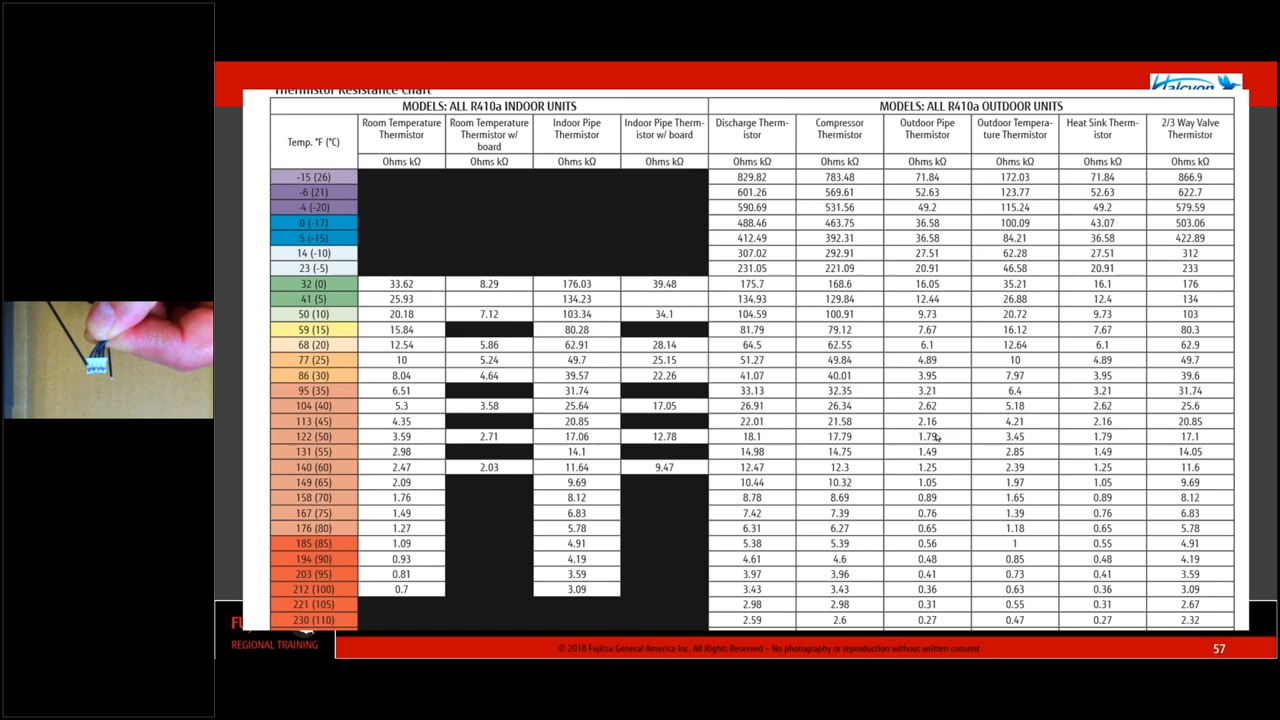 Thermistor Resistance Chart
Halcyon
MODELS: ALL R410a INDOOR UNITS MODELS: ALL R410a OUTDOOR UNITS
Temp. °F (°C) Room Temperature Thermistor Room Temperature Thermistor w/ board Indoor Pipe Thermistor Indoor Pipe Therm-istor w/ board Discharge Therm-istor Compressor Thermistor Outdoor Pipe Thermistor Outdoor Tempera-ture Thermistor Heat Sink Therm-istor 2/3 Way Valve Thermistor
Ohms kΩ Ohms kΩ Ohms kΩ Ohms kΩ Ohms kΩ Ohms kΩ Ohms kΩ Ohms kΩ Ohms kΩ Ohms kΩ
-15 (26) 829.82 783.48 71.84 172.03 71.84 866.9
-6 (21) 601.26 569.61 52.63 123.77 52.63 622.7
-4 (-20) 590.69 531.56 49.2 115.24 49.2 579.59
0 (-17) 488.46 463.75 36.58 100.09 43.07 503.06
5 (-15) 412.49 392.31 36.58 84.21 36.58 422.89
14 (-10) 307.02 292.91 27.51 62.28 27.51 312
23 (-5) 231.05 221.09 20.91 46.58 20.91 233
32 (0) 33.62 8.29 176.03 39.48 175.7 168.6 16.05 35.21 16.1 176
41 (5) 25.93 134.23 134.93 129.84 12.44 26.88 12.4 134
50 (10) 20.18 7.12 103.34 34.1 104.59 100.91 9.73 20.72 9.73 103
59 (15) 15.84 80.28 81.79 79.12 7.67 16.12 7.67 80.3
68 (20) 12.54 5.86 62.91 28.14 64.5 62.55 6.1 12.64 6.1 62.9
77 (25) 10 5.24 49.7 25.15 51.27 49.84 4.89 10 4.89 49.7
86 (30) 8.04 4.64 39.57 22.26 41.07 40.01 3.95 7.97 3.95 39.6
95 (35) 6.51 31.74 33.13 32.35 3.21 6.4 3.21 31.74
104 (40) 5.3 3.58 25.64 17.05 26.91 26.34 2.62 5.18 2.62 25.6
113 (45) 4.35 20.85 22.01 21.58 2.16 4.21 2.16 20.85
122 (50) 3.59 2.71 17.06 12.78 18.1 17.79 1.79 3.45 1.79 17.1
131 (55) 2.98 14.1 14.98 14.75 1.49 2.85 1.49 14.05
140 (60) 2.47 2.03 11.64 9.47 12.47 12.3 1.25 2.39 1.25 11.6
149 (65) 2.09 9.69 10.44 10.32 1.05 1.97 1.05 9.69
158 (70) 1.76 8.12 8.78 8.69 0.89 1.65 0.89 8.12
167 (75) 1.49 6.83 7.42 7.39 0.76 1.39 0.76 6.83
176 (80) 1.27 5.78 6.31 6.27 0.65 1.18 0.65 5.78
185 (85) 1.09 4.91 5.38 5.39 0.56 1 0.55 4.91
194 (90) 0.93 4.19 4.61 4.6 0.48 0.85 0.48 4.19
203 (95) 0.81 3.59 3.97 3.96 0.41 0.73 0.41 3.59
212 (100) 0.7 3.09 3.43 3.43 0.36 0.63 0.36 3.09
221 (105) 2.98 2.98 0.31 0.55 0.31 2.67
230 (110) 2.59 2.6 0.27 0.47 0.27 2.32
REGIONAL TRAINING
© 2018 Fujitsu General America Inc. All Rights Reserved – No photography or reproduction without written consent
57